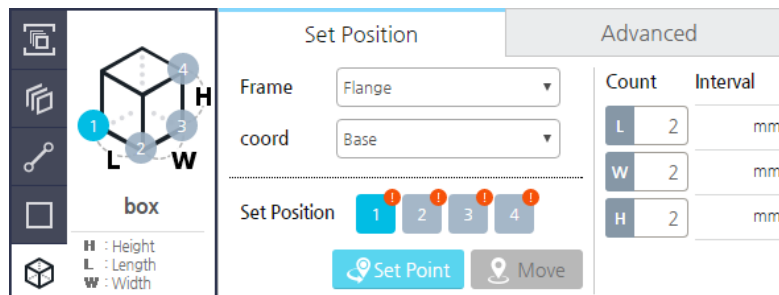 Set Position
Advanced
4
H
1
3
2
L
W
box
H : Height
L : Length
W : Width
Frame
Flange
coord
Base
Set Position
1 ! 2 ! 3 ! 4 !
Set Point
Move
Count Interval
L 2 mm
W 2 mm
H 2 mm